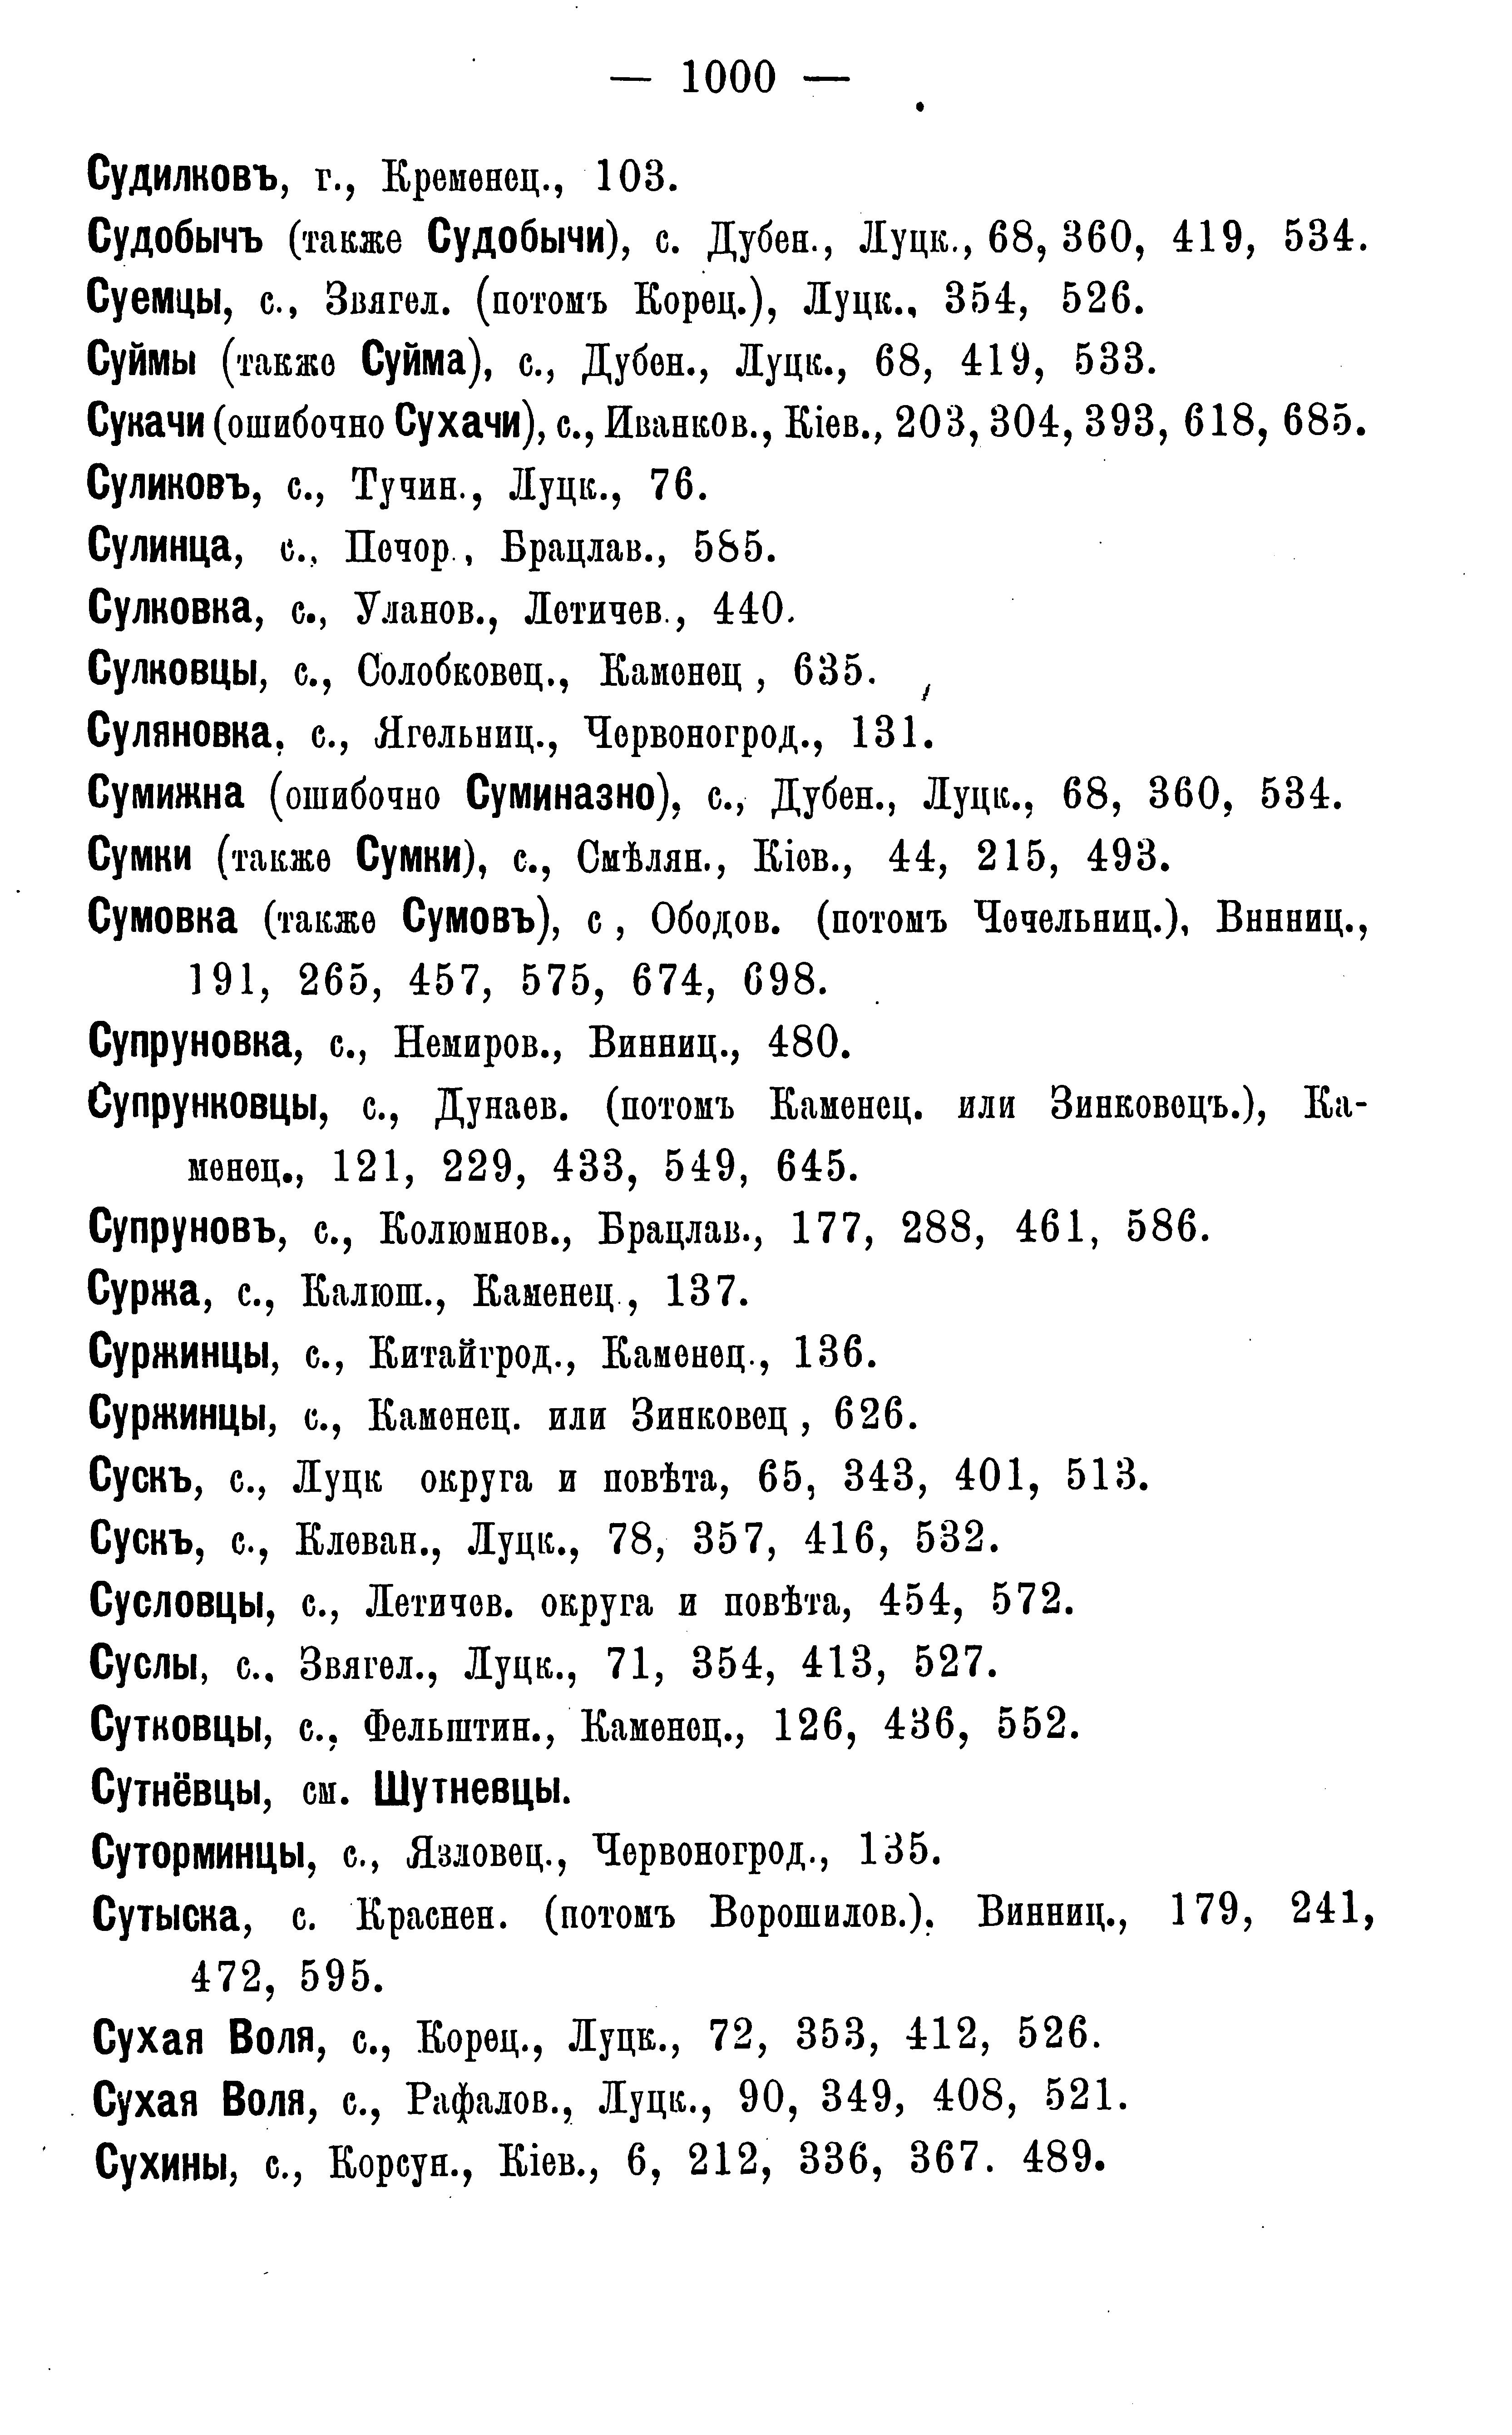 — 1000 —
Судилковъ, г., Кременец., 103.
Судобычъ (также Судобычи), с. Дубен., Луцк., 68, 360, 419, 534.
Суемцы, с., Звягел. (потомъ Корец.), Луцк., 354, 526.
Суймы (также Суйма), с., Дубен., Луцк., 68, 419, 533.
Сукачи (ошибочно Сухачи), с., Иванков., Кіев., 203, 304, 393, 618, 685.
Суликовъ, с., Тучин., Луцк., 76.
Сулинца, с., Печор., Брацлав., 585.
Сулковка, с., Уланов., Летичев., 440.
Сулковцы, с., Солобковец., Каменец , 635.
Суляновка, с., Ягельниц., Червоногрод., 131.
Сумижна (ошибочно Суминазно), с., Дубен., Луцк., 68, 360, 534.
Сумки (также Сумки), с., Смѣлян., Кіев., 44, 215, 493.
Сумовка (также Сумовъ), с , Ободов. (потомъ Чечельниц.), Винниц.,
191, 265, 457, 575, 674, 698.
Супруновка, с., Немиров., Винниц., 480.
Супрунковцы, с., Дунаев. (потомъ Каменец. или Зинковецъ.), Ка-
менец., 121, 229, 433, 549, 645.
Супруновъ, с., Колюмнов., Брацлав., 177, 288, 461, 586.
Суржа, с., Калюш., Каменец., 137.
Суржинцы, с., Китайгрод., Каменец., 136.
Суржинцы, с., Каменец. или Зинковец , 626.
Сускъ, с., Луцк округа и повѣта, 65, 343, 401, 513.
Сускъ, с., Клеван., Луцк., 78, 357, 416, 532.
Сусловцы, с., Летичев. округа и повѣта, 454, 572.
Суслы, с., Звягел., Луцк., 71, 354, 413, 527.
Сутковцы, с., Фельштин., Каменец., 126, 436, 552.
Сутнёвцы, см. Шутневцы.
Суторминцы, с., Язловец., Червоногрод., 135.
Сутыска, с. Краснен. (потомъ Ворошилов.). Винниц., 179, 241,
472, 595.
Сухая Воля, с., Корец., Луцк., 72, 353, 412, 526.
Сухая Воля, с., Рафалов., Луцк., 90, 349, 408, 521.
Сухины, с., Корсун., Кіев., 6, 212, 336, 367. 489.